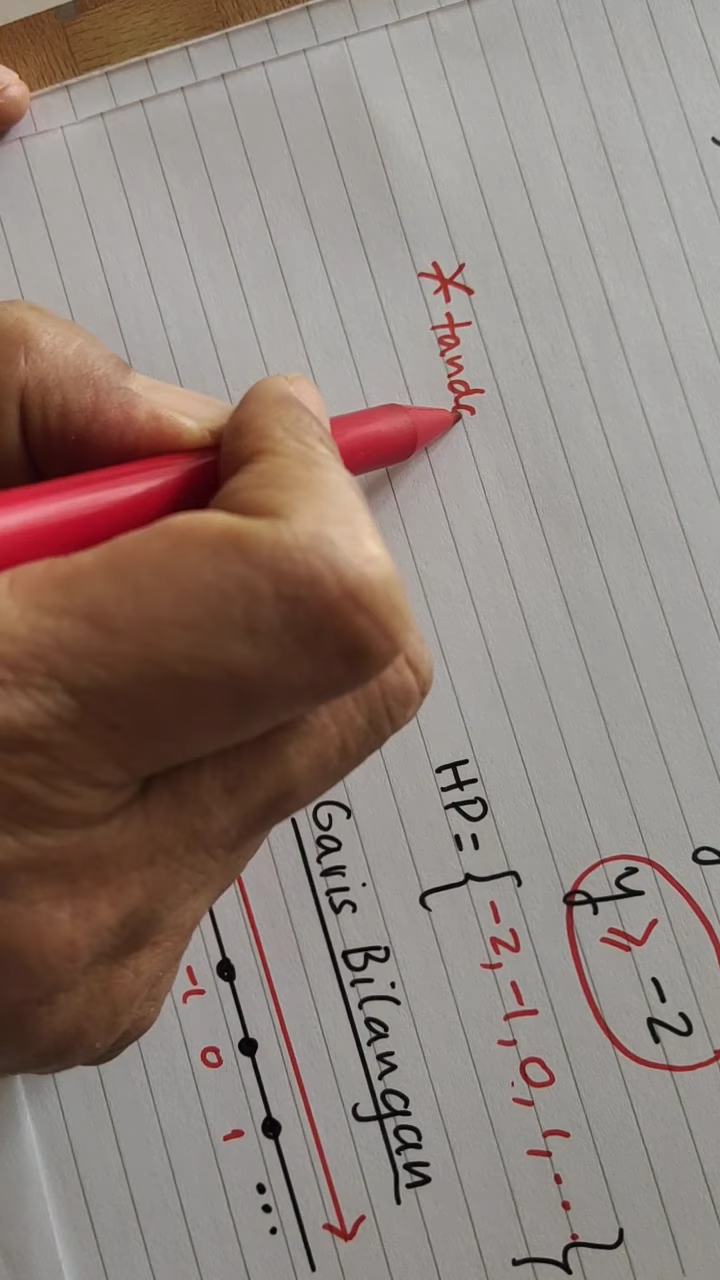 y ⩾ -2
HP = { -2, -1, 0, 1, ... }
Garis Bilangan
-1 0 1 ...
* tanda